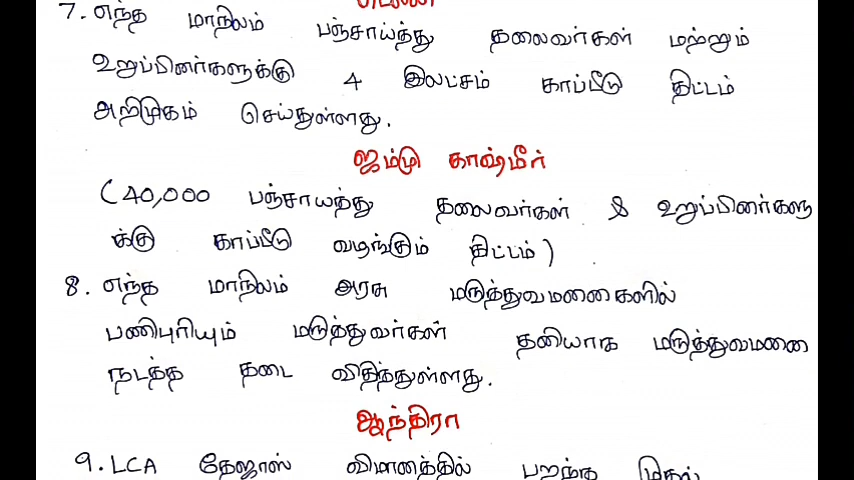 7. எந்த மாநிலம் பஞ்சாய்த்து தலைவர்கள் மற்றும்
உறுப்பினர்களுக்கு 4 இலட்சம் காப்பீடு திட்டம்
அறிமுகம் செய்துள்ளது.
ஜம்மு காஷ்மீர்
(40,000 பஞ்சாயத்து தலைவர்கள் & உறுப்பினர்களு
க்கு காப்பீடு வழங்கும் திட்டம்)
8. எந்த மாநிலம் அரசு மருத்துவமனைகளில்
பணிபுரியும் மருத்துவர்கள் தனியாக மருத்துவமனை
நடத்த தடை விதித்துள்ளது.
ஆந்திரா
9. LCA தேஜாஸ் விமானத்தில் பறந்த முதல்